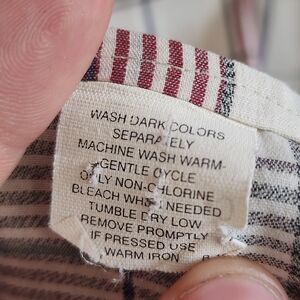 WASH DARK COLORS
SEPARATELY
MACHINE WASH WARM-
GENTLE CYCLE
ONLY NON-CHLORINE
BLEACH WHEN NEEDED
TUMBLE DRY LOW
REMOVE PROMPTLY
IF PRESSED USE
WARM IRON